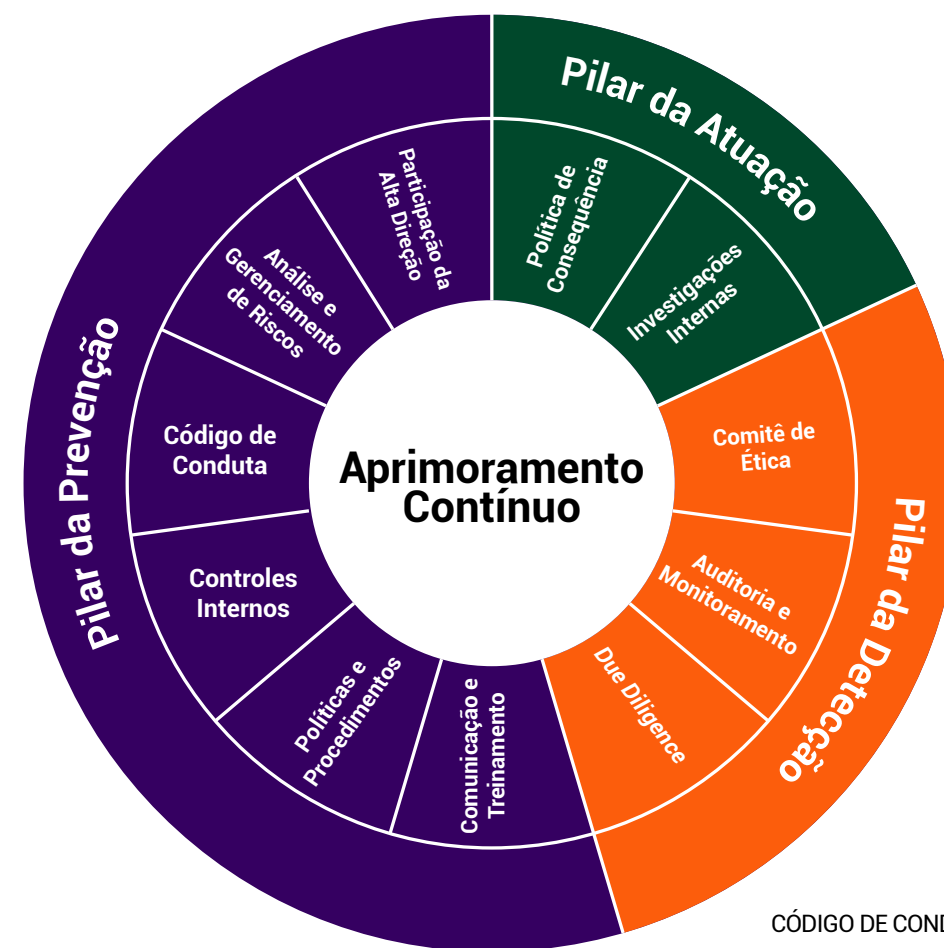 Pilar da Atuação
Política de
Consequência
Investigações
Internas
Pilar da Detecção
Comitê de
Ética
Auditoria e
Monitoramento
Due Diligence
Pilar da Prevenção
Participação da
Alta Direção
Análise e
Gerenciamento
de Riscos
Código de
Conduta
Controles
Internos
Políticas e
Procedimentos
Comunicação e
Treinamento
Aprimoramento
Contínuo
CÓDIGO DE